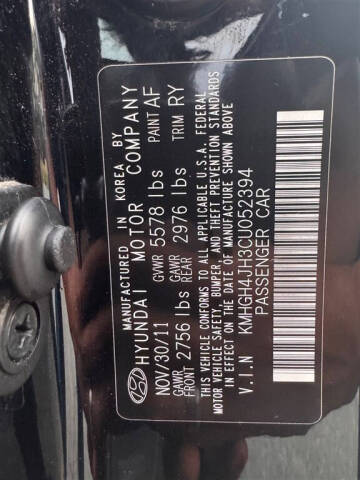 MANUFACTURED IN KOREA BY
HYUNDAI MOTOR COMPANY
NOV/30/11 GVWR 5578 lbs PAINT AF
GAWR FRONT 2756 lbs GAWR REAR 2976 lbs TRIM RY
THIS VEHICLE CONFORMS TO ALL APPLICABLE U.S.A. FEDERAL
MOTOR VEHICLE SAFETY, BUMPER, AND THEFT PREVENTION STANDARDS
IN EFFECT ON THE DATE OF MANUFACTURE SHOWN ABOVE.
V.I.N KMHGH4JH3CU052394
PASSENGER CAR